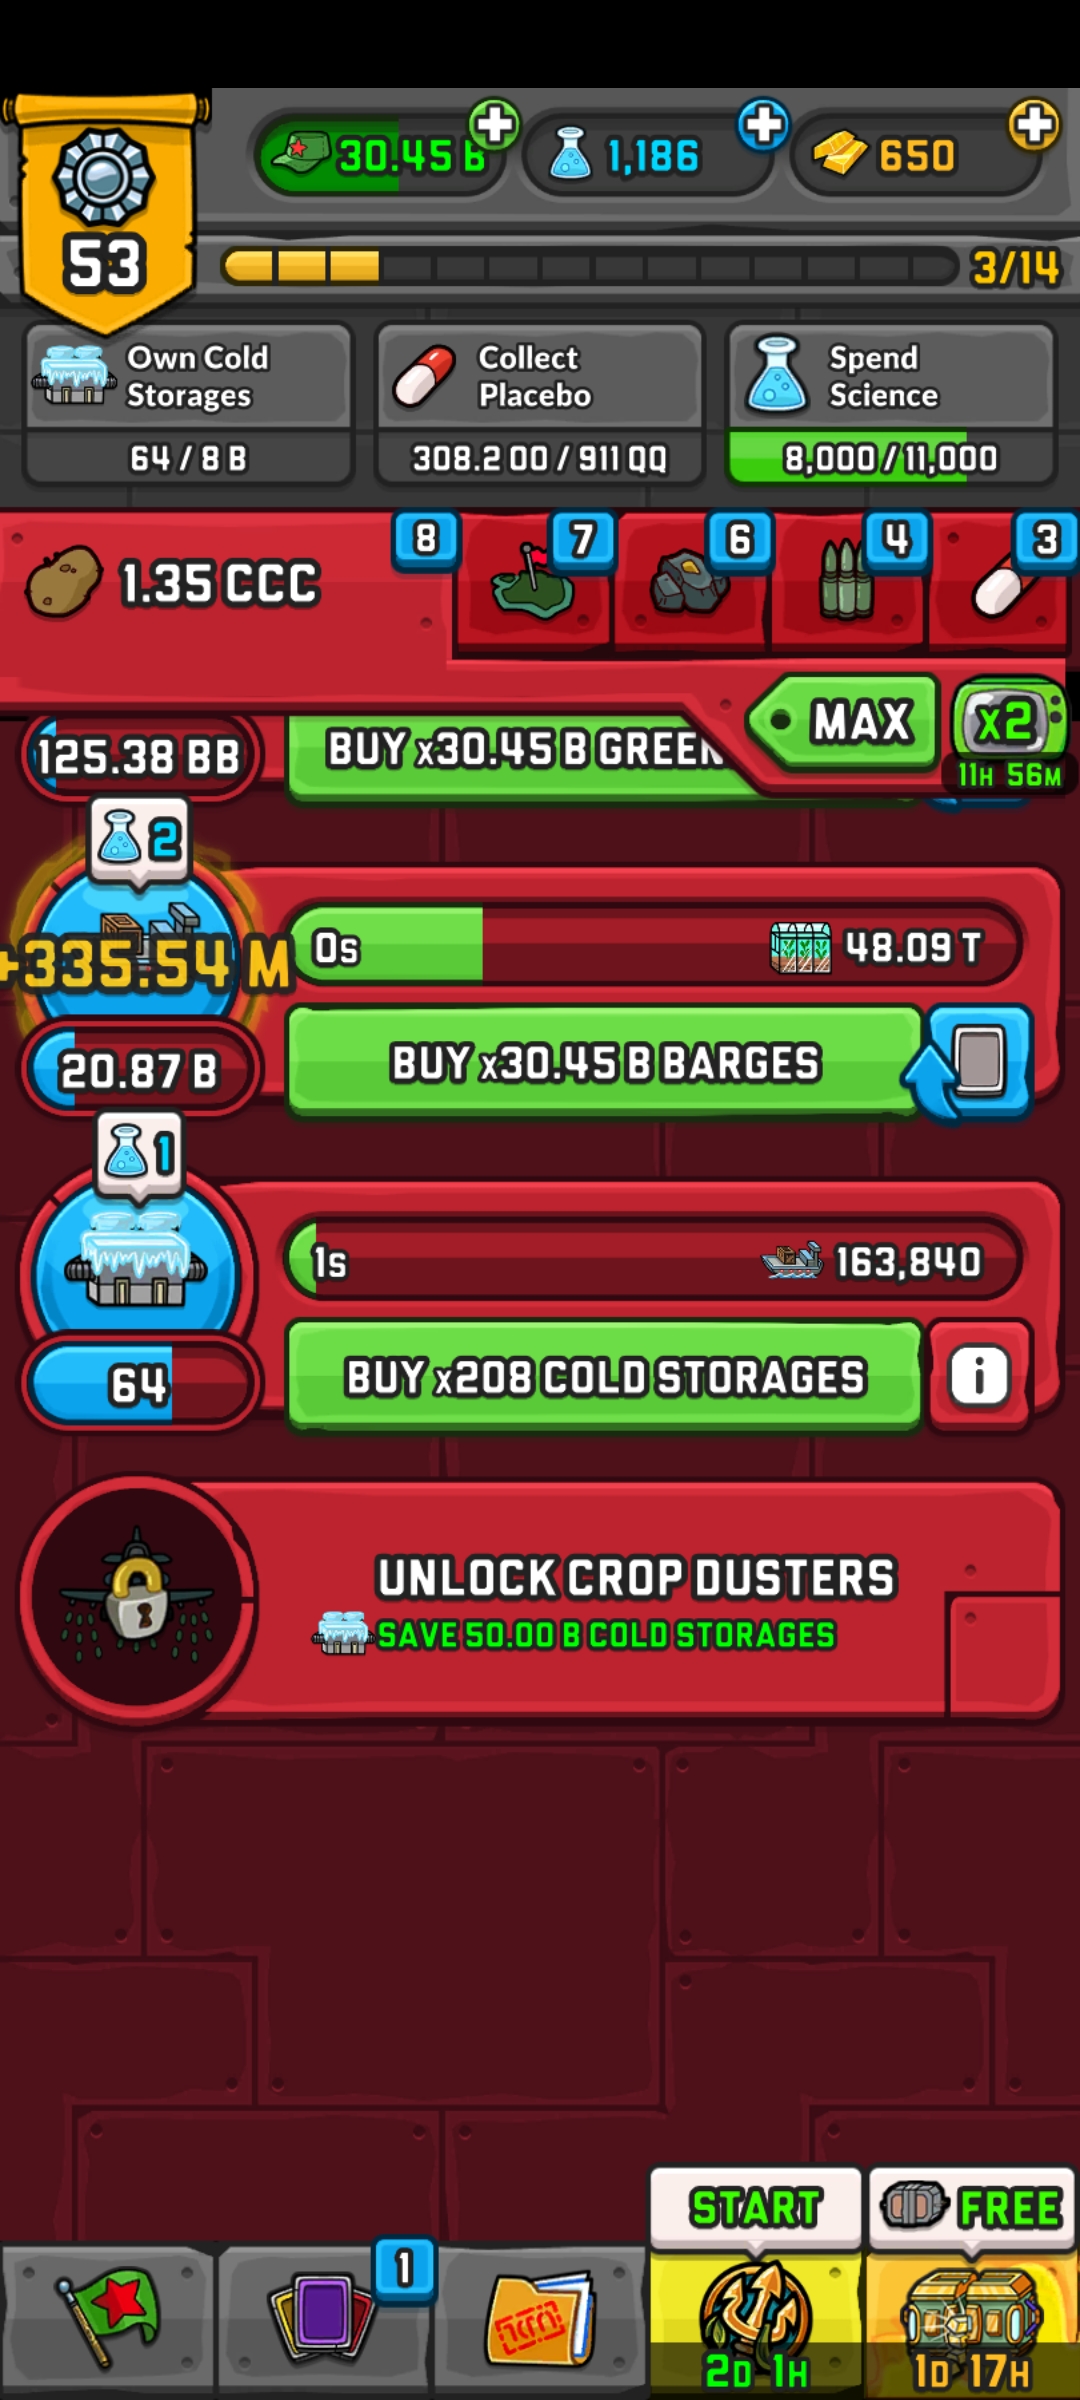 30.45 B
1,186
650
53
3/14
Own Cold
Storages
64 / 8 B
Collect
Placebo
308.2 QQ / 911 QQ
Spend
Science
8,000 / 11,000
1.35 CCC
8
7
6
4
3
MAX
x2
11H 56M
125.38 BB
BUY x30.45 B GREEN
2
+335.54 M
0s
48.09 T
20.87 B
BUY x30.45 B BARGES
1
1s
163,840
64
BUY x208 COLD STORAGES
i
UNLOCK CROP DUSTERS
SAVE 50.00 B COLD STORAGES
START
FREE
1
2D 1H
1D 17H